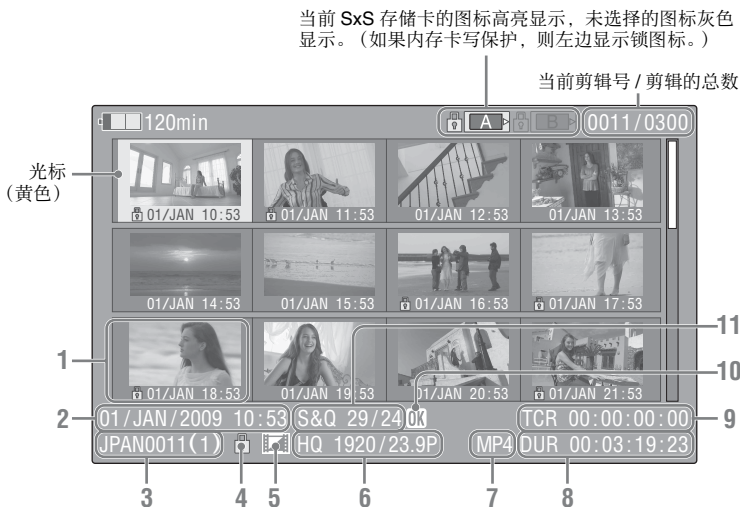 当前 SxS 存储卡的图标高亮显示，未选择的图标灰色
显示。（如果内存卡写保护，则左边显示锁图标。）
当前剪辑号 / 剪辑的总数
120min
A
B
0011/0300
光标
（黄色）
01/JAN 10:53
01/JAN 11:53
01/JAN 12:53
01/JAN 13:53
01/JAN 14:53
01/JAN 15:53
01/JAN 16:53
01/JAN 17:53
11
1
10
01/JAN 18:53
01/JAN 19:53
01/JAN 20:53
01/JAN 21:53
2
01/JAN/2009 10:53
S&Q 29/24
OK
TCR 00:00:00:00
9
JPAN0011(1)
HQ 1920/23.9P
MP4
DUR 00:03:19:23
3
4
5
6
7
8